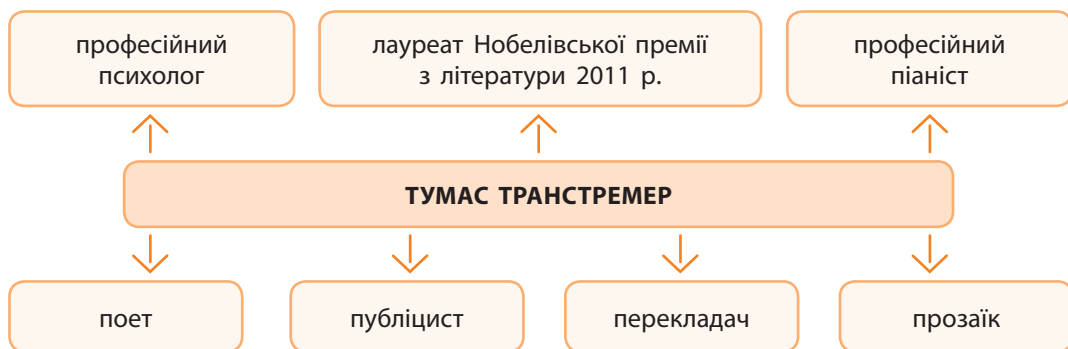 професійний
психолог
лауреат Нобелівської премії
з літератури 2011 р.
професійний
піаніст
ТУМАС ТРАНСТРЕМЕР
поет
публіцист
перекладач
прозаїк